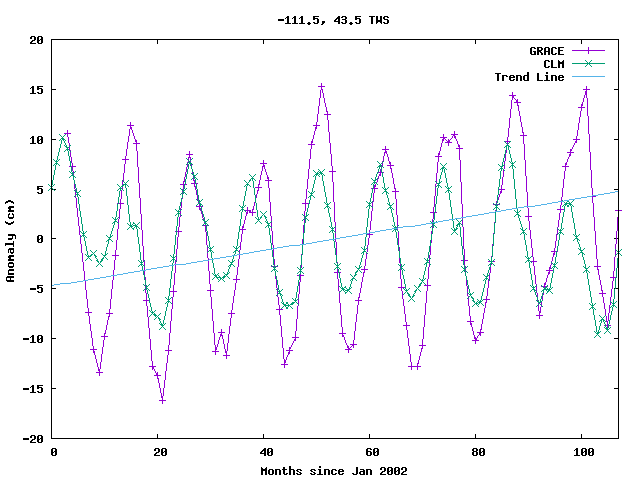 -111.5, 43.5 TWS
GRACE
CLM
Trend Line
20
15
10
5
0
-5
-10
-15
-20
Anomaly (cm)
0 20 40 60 80 100
Months since Jan 2002